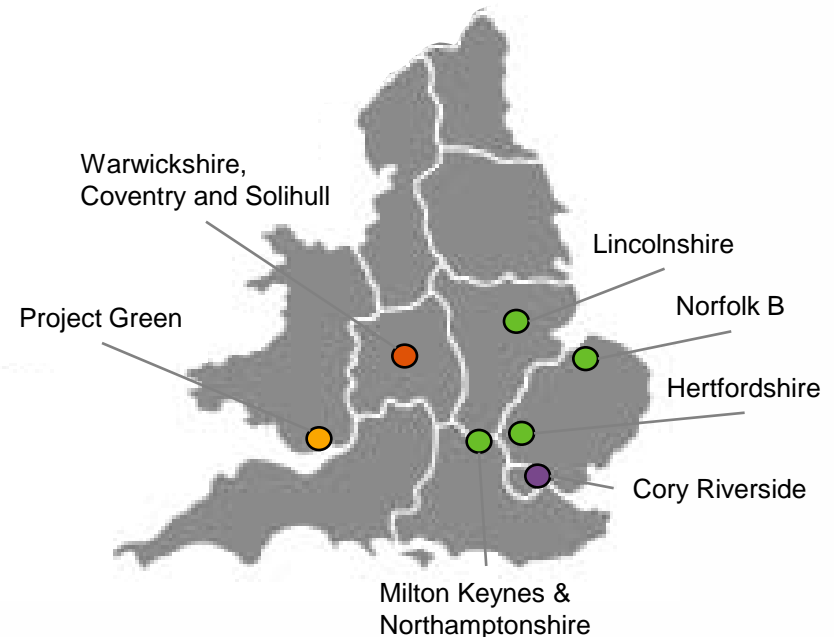 Warwickshire,
Coventry and Solihull
Lincolnshire
Project Green
Norfolk B
Hertfordshire
Cory Riverside
Milton Keynes &
Northamptonshire